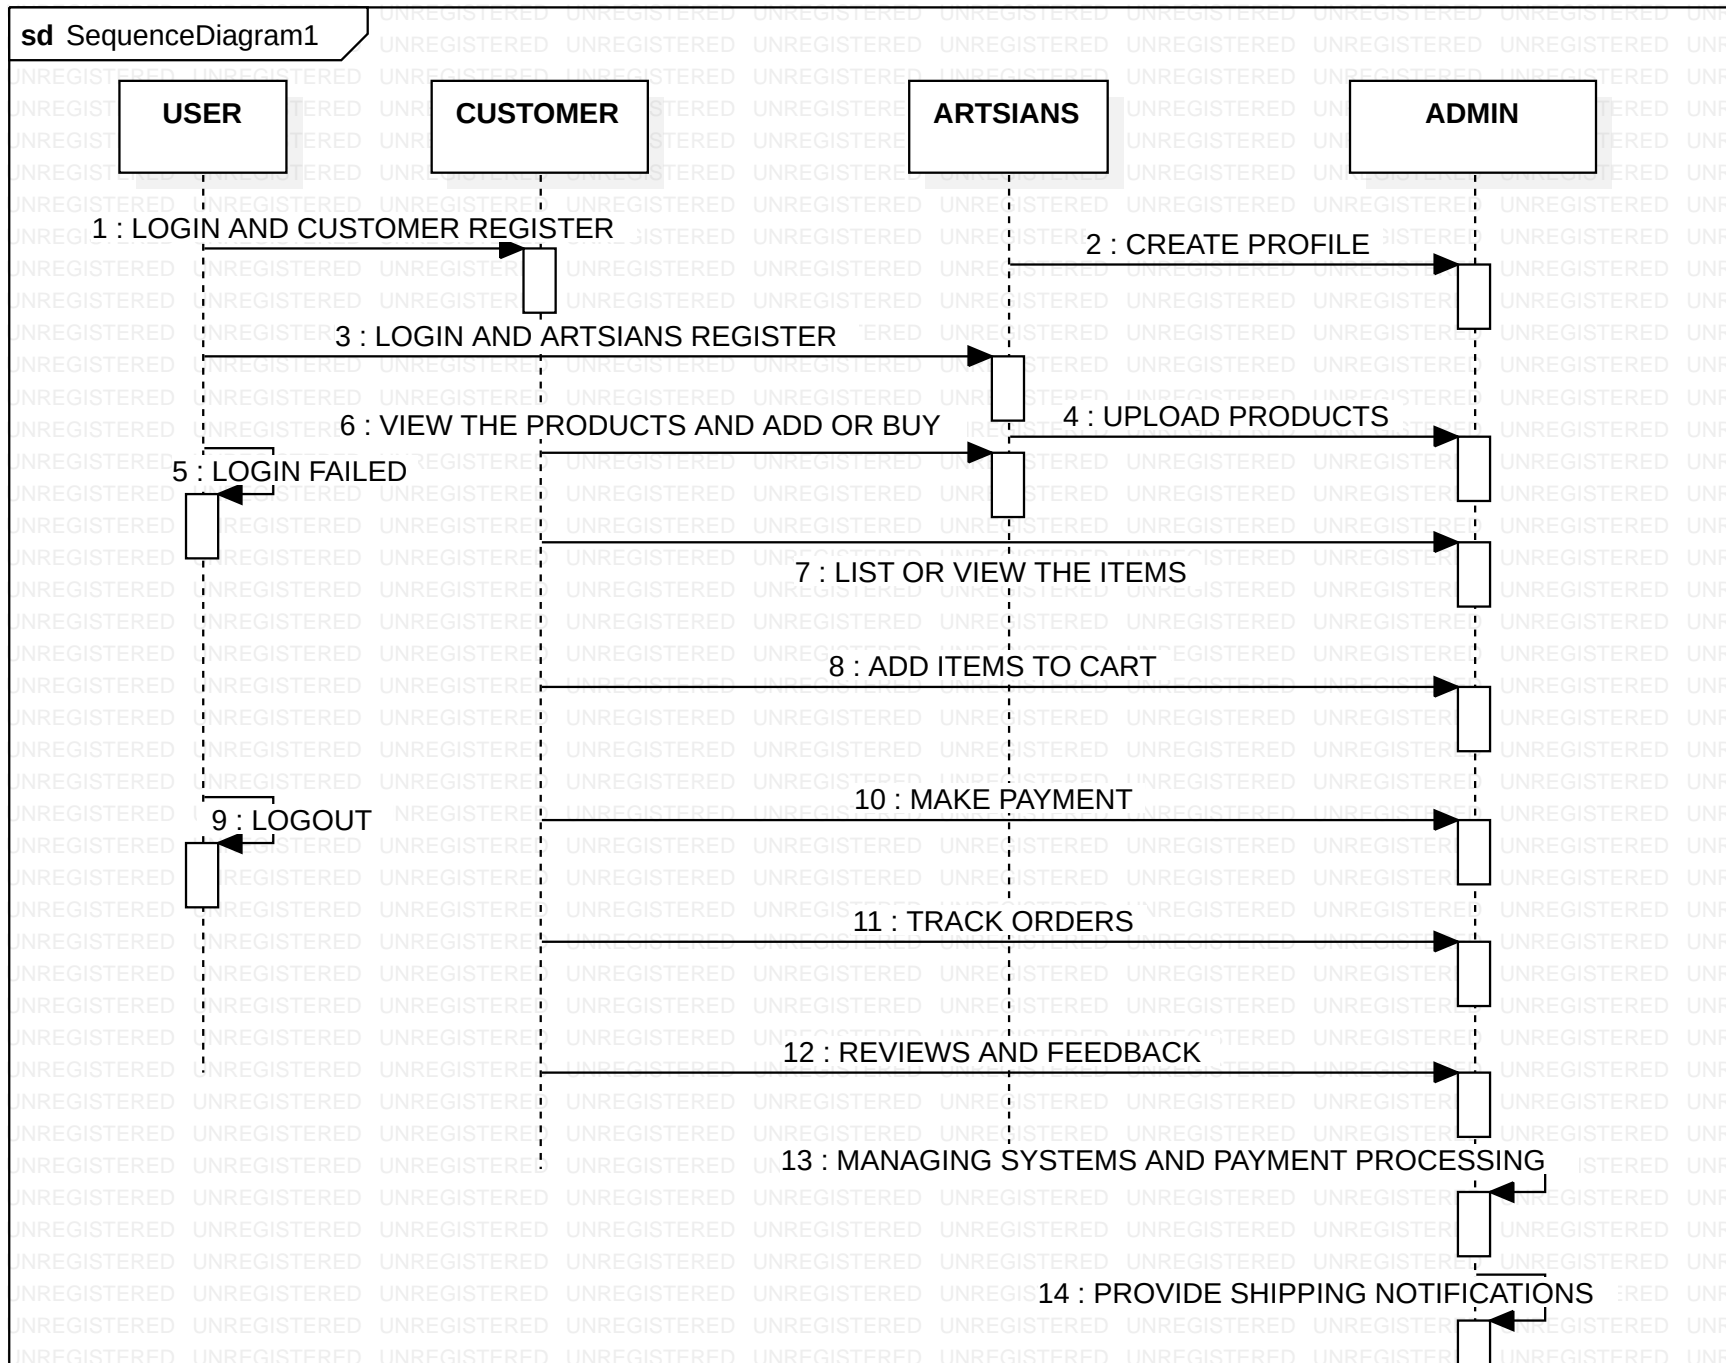 sd SequenceDiagram1
USER
CUSTOMER
ARTSIANS
ADMIN
1 : LOGIN AND CUSTOMER REGISTER
2 : CREATE PROFILE
3 : LOGIN AND ARTSIANS REGISTER
4 : UPLOAD PRODUCTS
6 : VIEW THE PRODUCTS AND ADD OR BUY
5 : LOGIN FAILED
7 : LIST OR VIEW THE ITEMS
8 : ADD ITEMS TO CART
10 : MAKE PAYMENT
9 : LOGOUT
11 : TRACK ORDERS
12 : REVIEWS AND FEEDBACK
13 : MANAGING SYSTEMS AND PAYMENT PROCESSING
14 : PROVIDE SHIPPING NOTIFICATIONS
UNREGISTERED